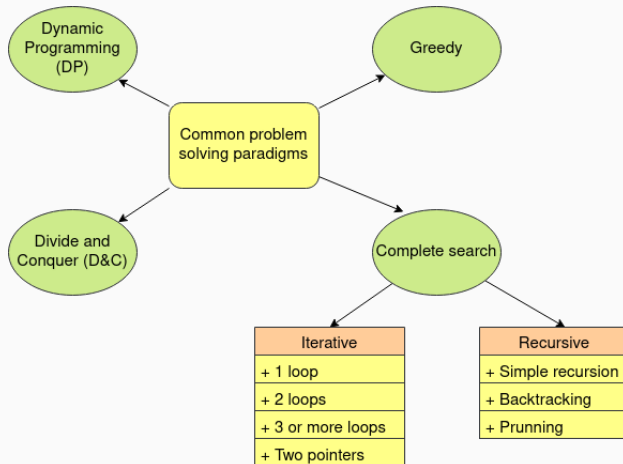 Dynamic
Programming
(DP)
Greedy
Common problem
solving paradigms
Divide and
Conquer (D&C)
Complete search
Iterative
+ 1 loop
+ 2 loops
+ 3 or more loops
+ Two pointers
Recursive
+ Simple recursion
+ Backtracking
+ Prunning